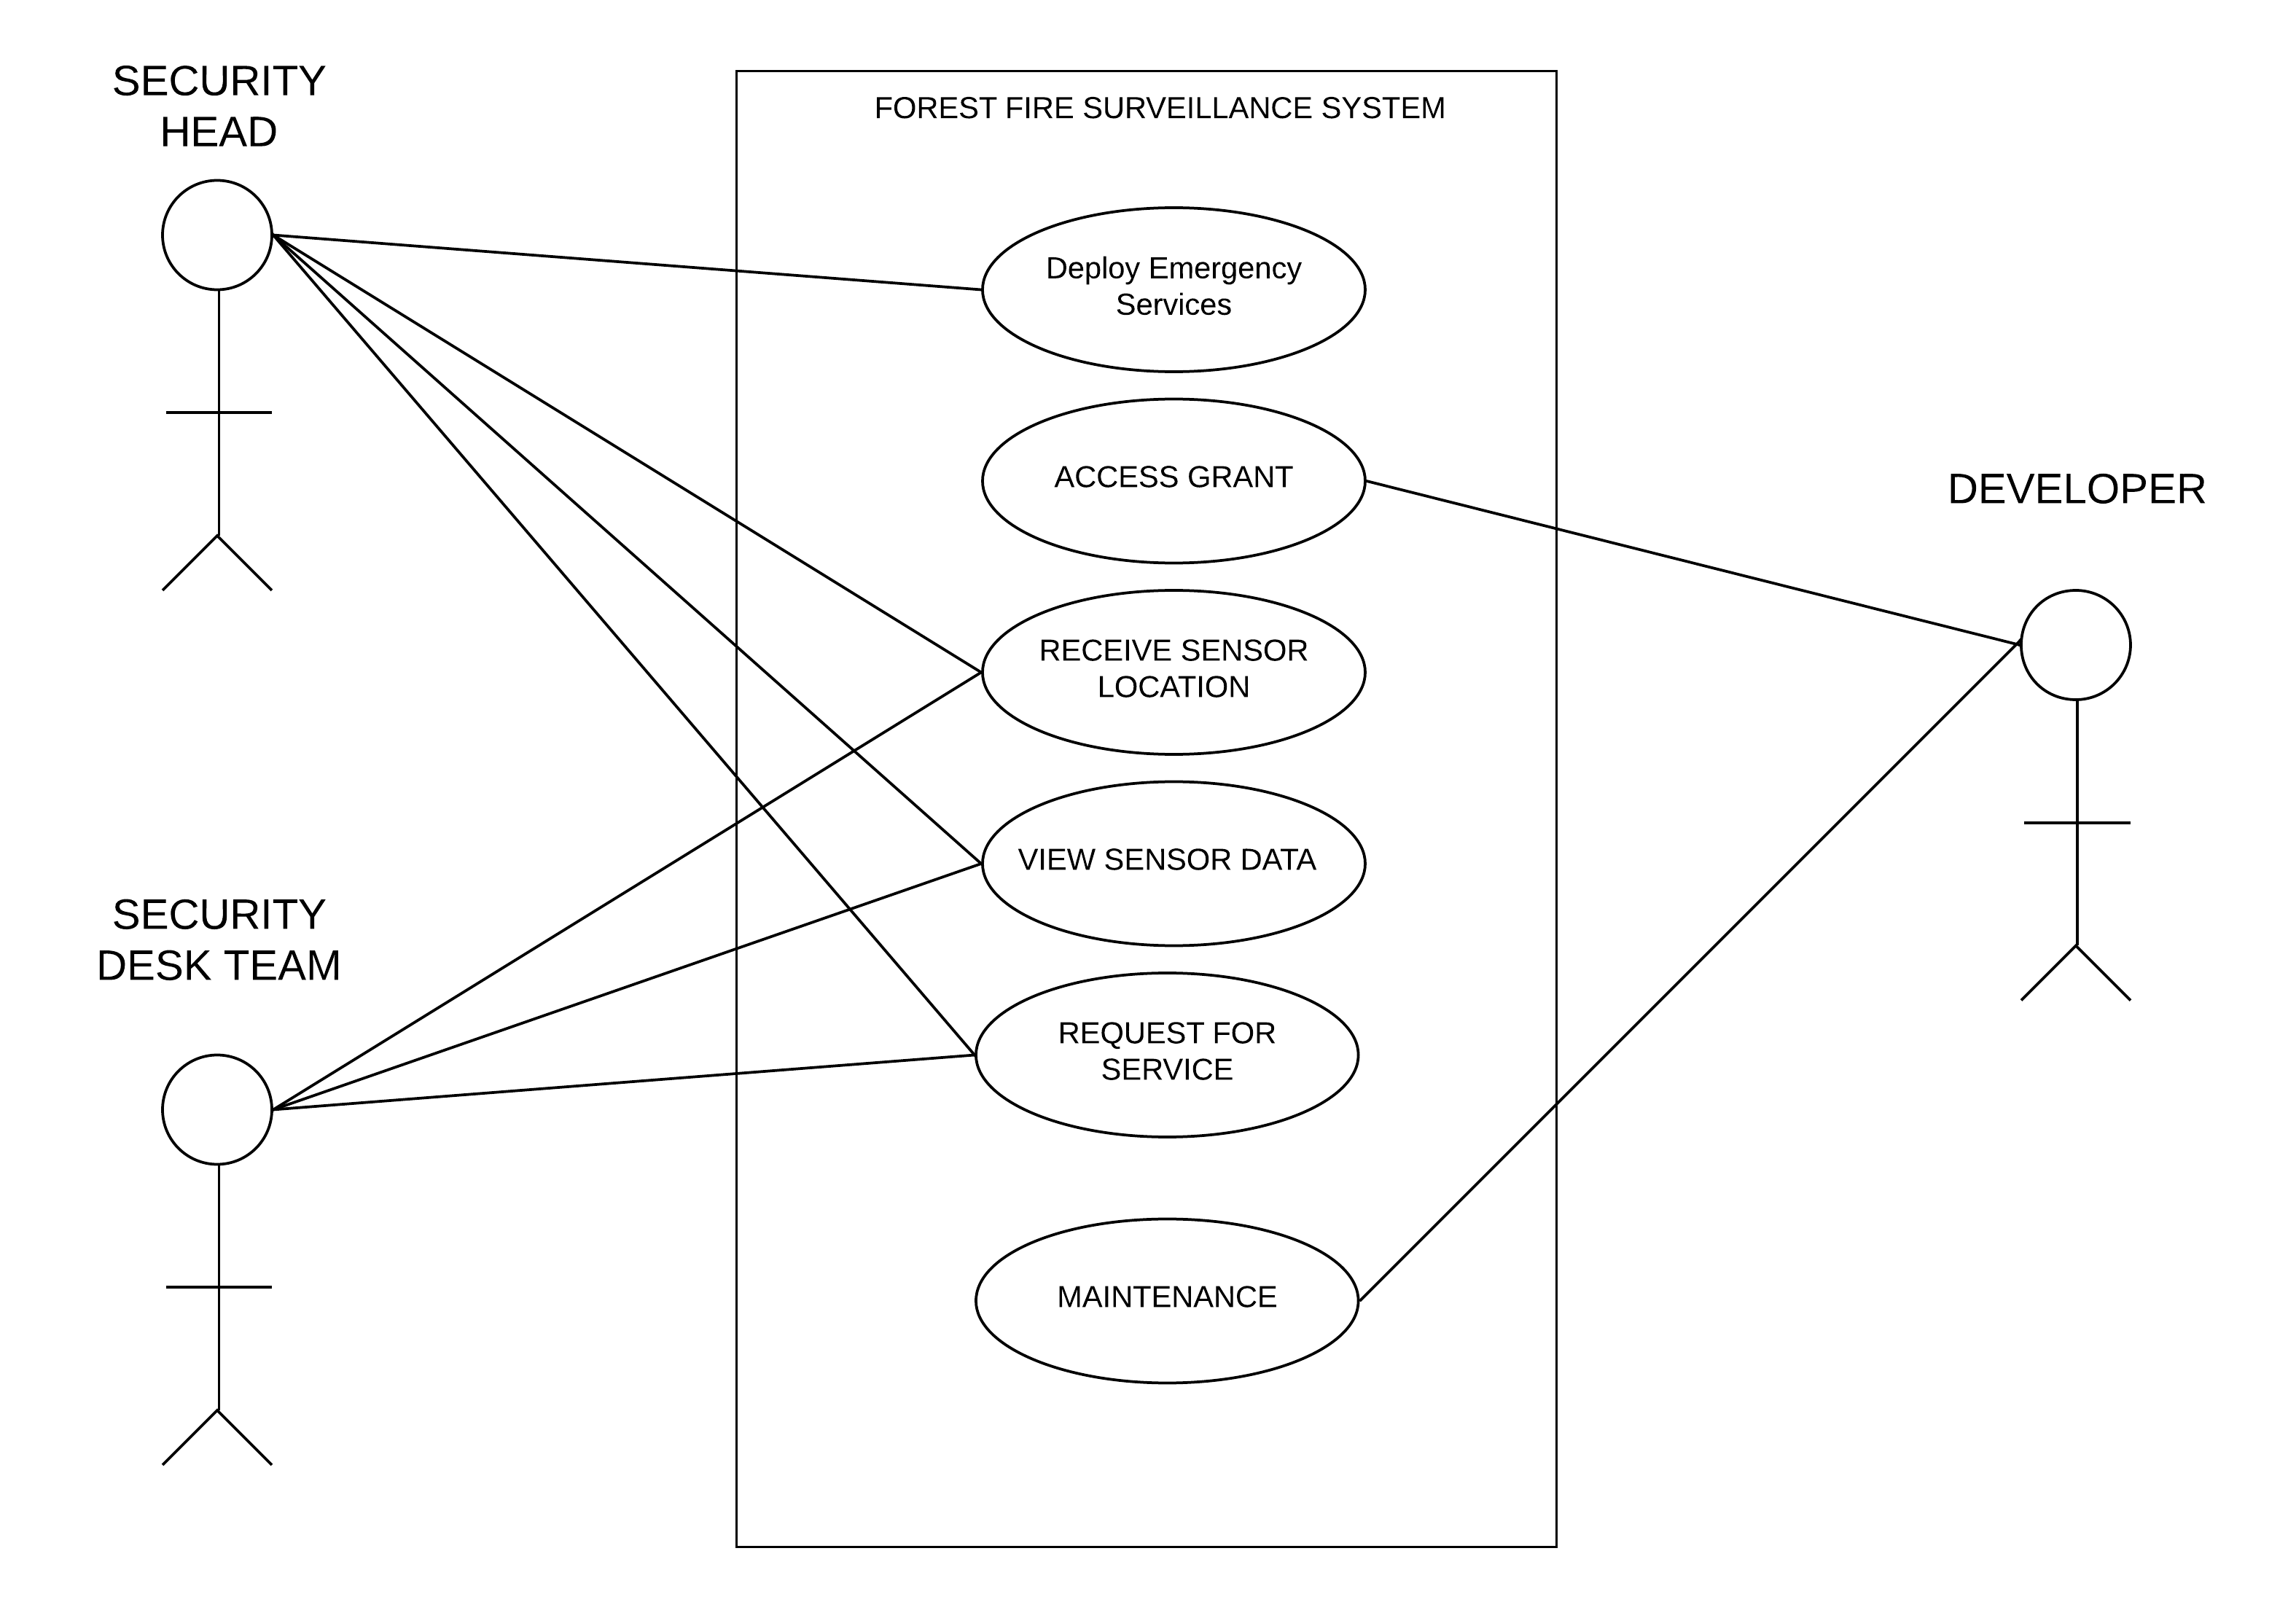 SECURITY
HEAD
FOREST FIRE SURVEILLANCE SYSTEM
Deploy Emergency
Services
ACCESS GRANT
DEVELOPER
RECEIVE SENSOR
LOCATION
VIEW SENSOR DATA
SECURITY
DESK TEAM
REQUEST FOR
SERVICE
MAINTENANCE